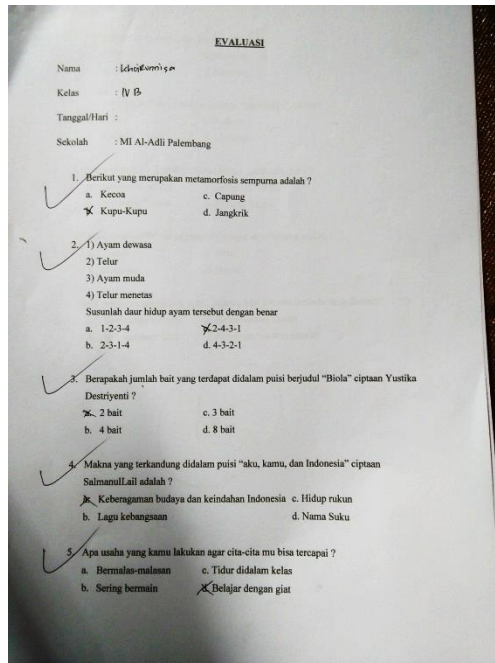 EVALUASI
Nama : Khairunnisa
Kelas : IV B
Tanggal/Hari :
Sekolah : MI Al-Adli Palembang
1. Berikut yang merupakan metamorfosis sempurna adalah ?
a. Kecoa c. Capung
Kupu-Kupu d. Jangkrik
2. 1) Ayam dewasa
2) Telur
3) Ayam muda
4) Telur menetas
Susunlah daur hidup ayam tersebut dengan benar
a. 1-2-3-4 2-4-3-1
b. 2-3-1-4 d. 4-3-2-1
3. Berapakah jumlah bait yang terdapat didalam puisi berjudul “Biola” ciptaan Yustika
Destriyenti ?
a. 2 bait c. 3 bait
b. 4 bait d. 8 bait
4. Makna yang terkandung didalam puisi “aku, kamu, dan Indonesia” ciptaan
SalmanulLail adalah ?
Keberagaman budaya dan keindahan Indonesia c. Hidup rukun
b. Lagu kebangsaan d. Nama Suku
5. Apa usaha yang kamu lakukan agar cita-cita mu bisa tercapai ?
a. Bermalas-malasan c. Tidur didalam kelas
b. Sering bermain Belajar dengan giat